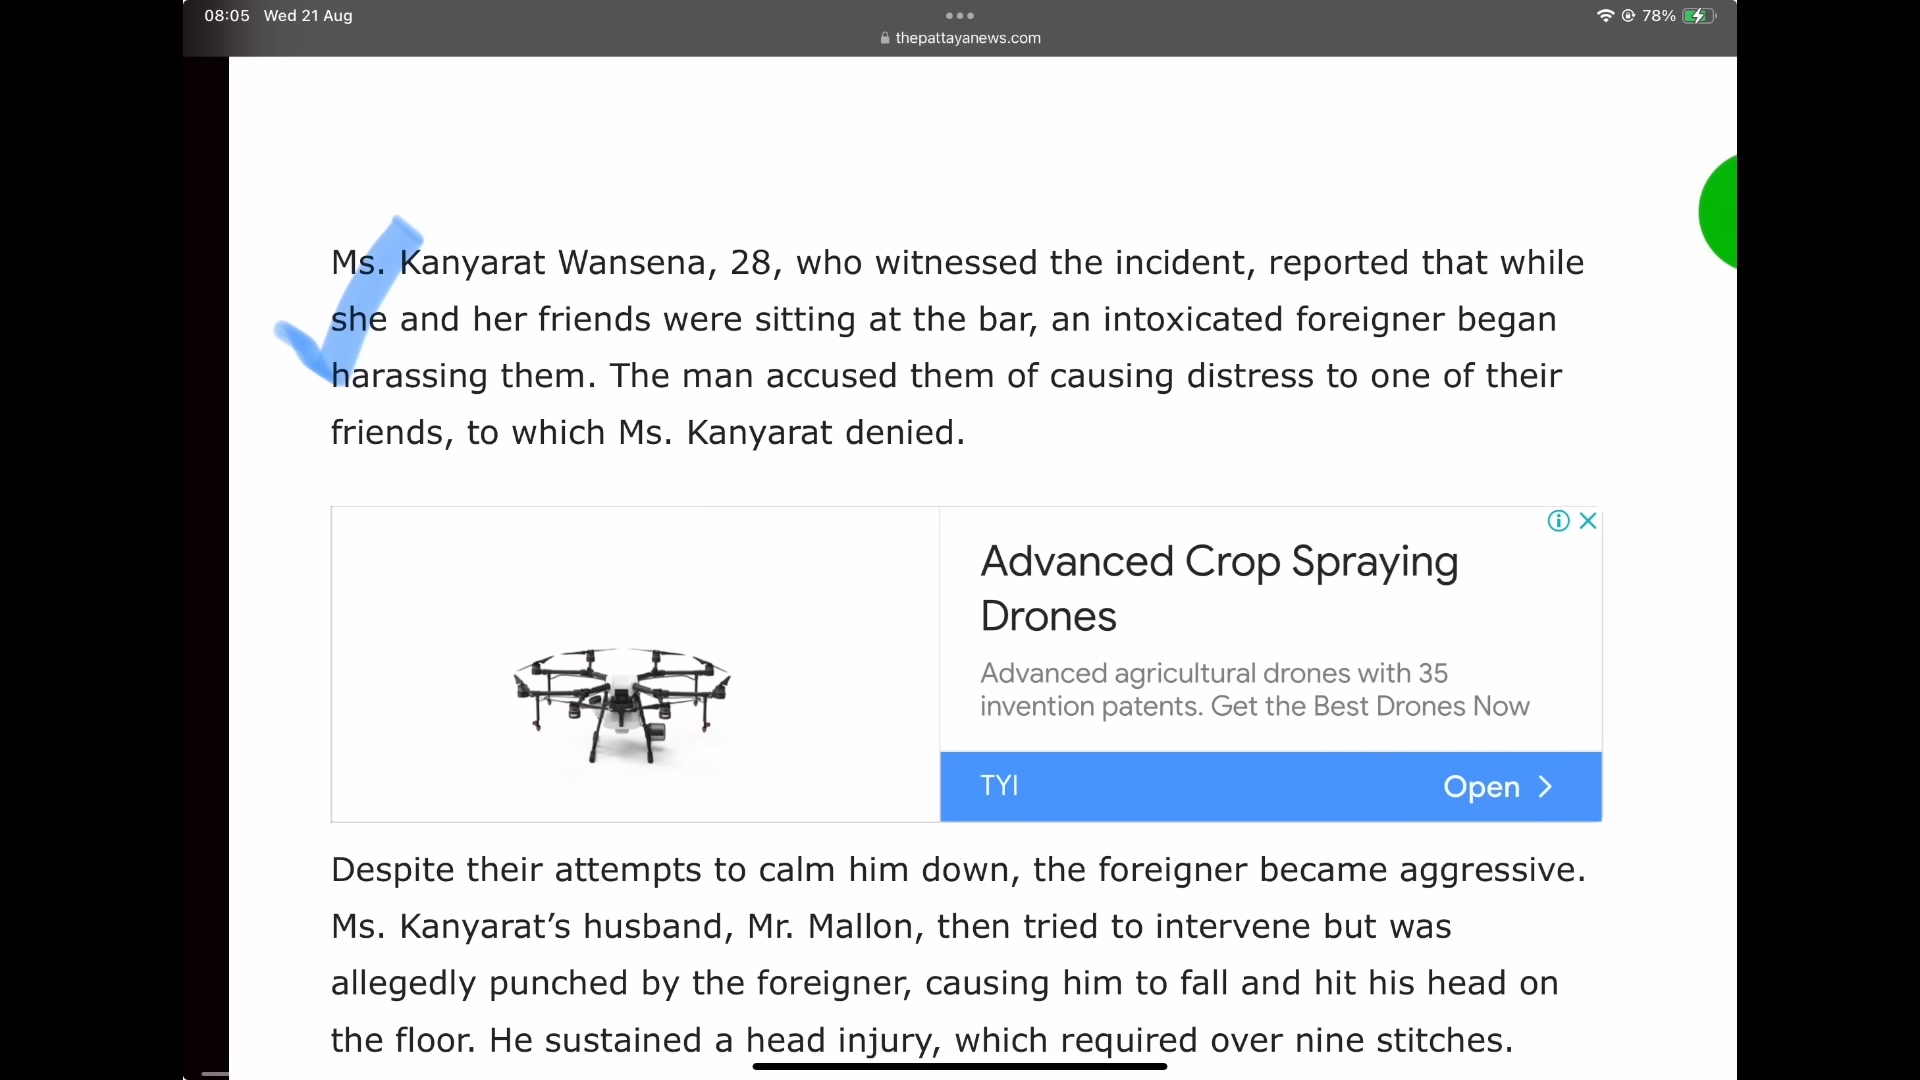 08:05 Wed 21 Aug
78%
thepattayanews.com
Ms. Kanyarat Wansena, 28, who witnessed the incident, reported that while
she and her friends were sitting at the bar, an intoxicated foreigner began
harassing them. The man accused them of causing distress to one of their
friends, to which Ms. Kanyarat denied.
Advanced Crop Spraying
Drones
Advanced agricultural drones with 35
invention patents. Get the Best Drones Now
TYI
Open
Despite their attempts to calm him down, the foreigner became aggressive.
Ms. Kanyarat’s husband, Mr. Mallon, then tried to intervene but was
allegedly punched by the foreigner, causing him to fall and hit his head on
the floor. He sustained a head injury, which required over nine stitches.